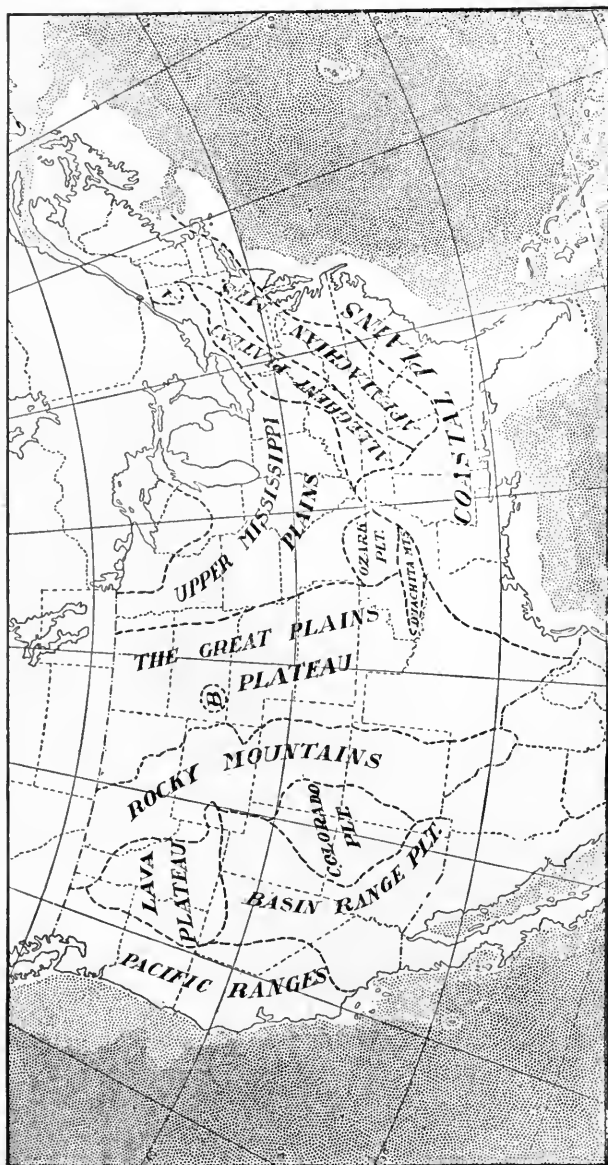 COASTAL PLAINS
APPALACHIAN
ALLEGHENY PLATEAU
UPPER MISSISSIPPI
PLAINS
OZARK
PLT.
OUACHITA MTS
THE GREAT PLAINS
PLATEAU
B
ROCKY MOUNTAINS
COLORADO
PLT.
LAVA
PLATEAU
BASIN RANGE PLT.
PACIFIC RANGES